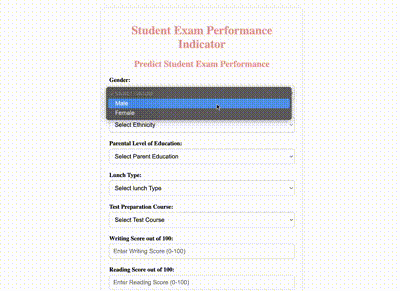 Student Exam Performance
Indicator
Predict Student Exam Performance
Gender:
Male
Female
Select Ethnicity
Parental Level of Education:
Select Parent Education
Lunch Type:
Select lunch Type
Test Preparation Course:
Select Test Course
Writing Score out of 100:
Enter Writing Score (0-100)
Reading Score out of 100:
Enter Reading Score (0-100)